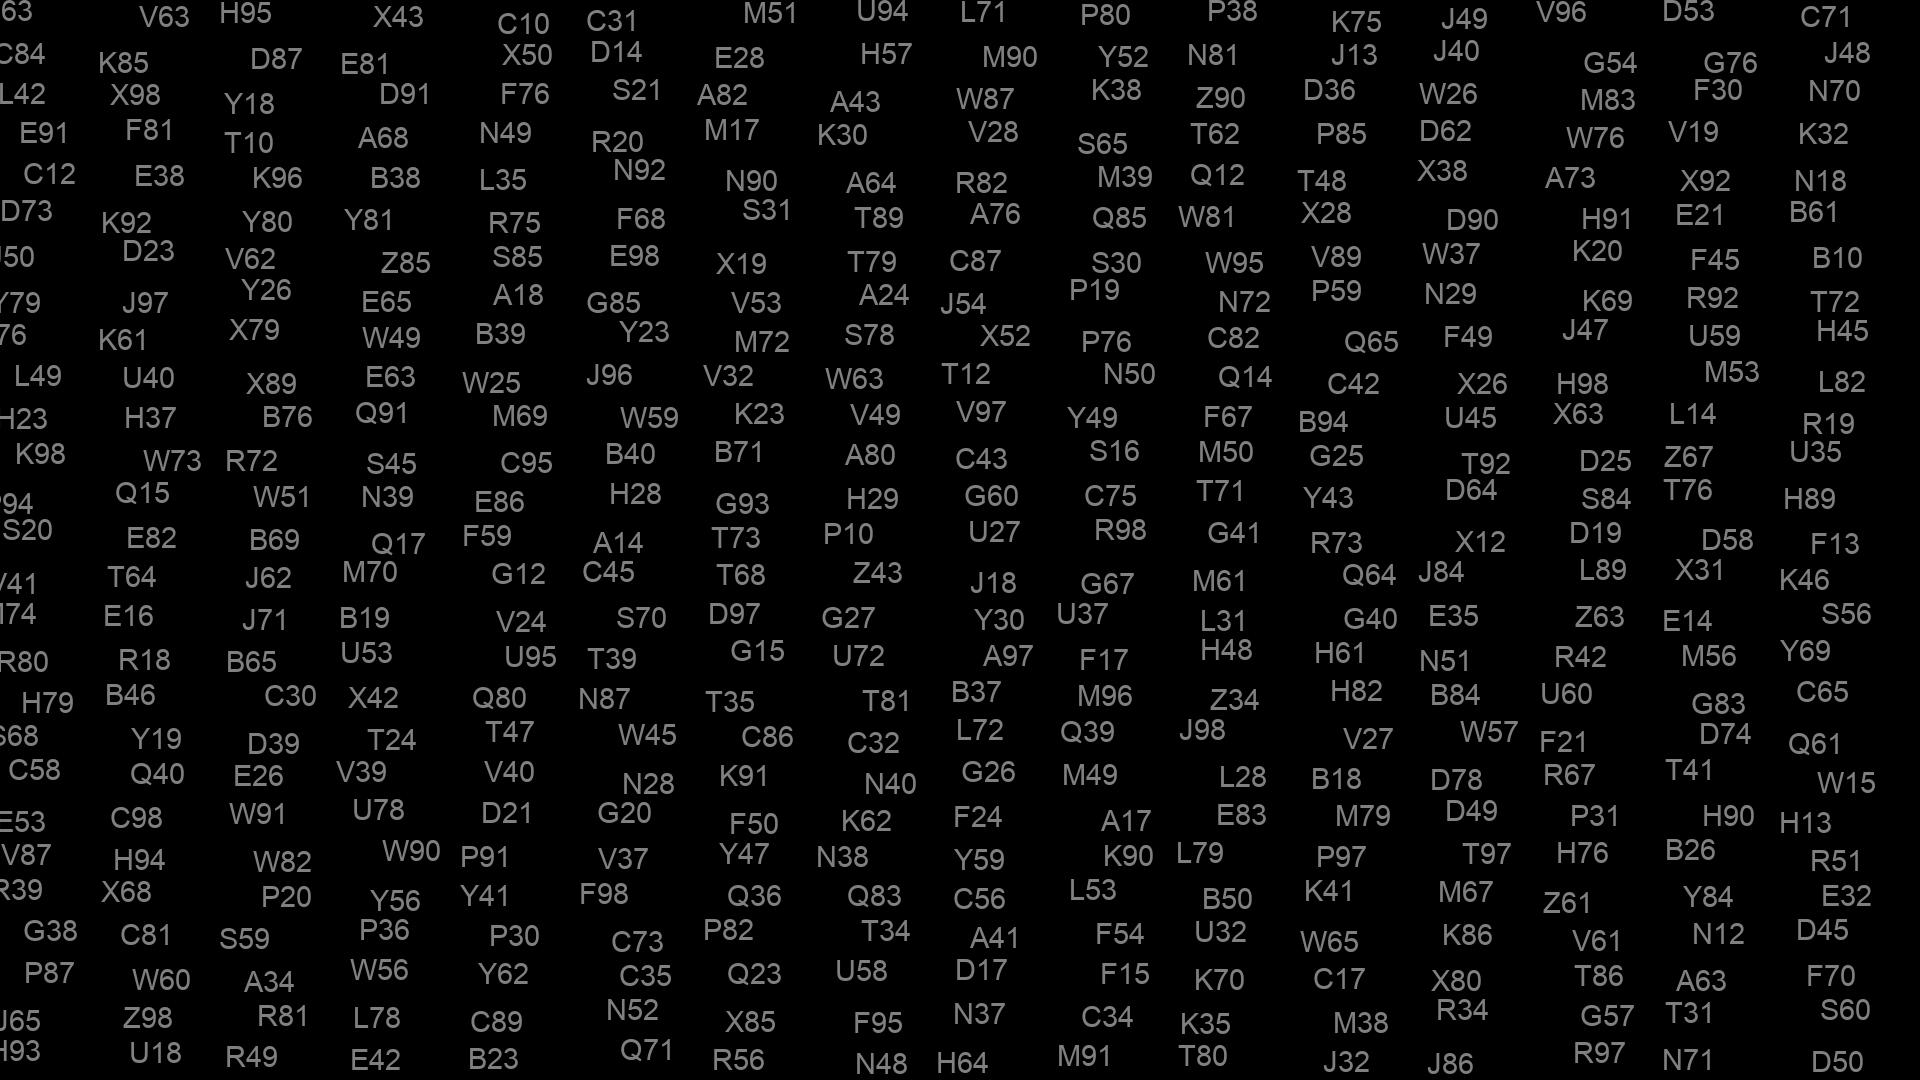 63 V63 H95 X43 C10 C31 M51 U94 L71 P80 P38 K75 J49 V96 D53 C71
C84 K85 D87 E81 X50 D14 E28 H57 M90 Y52 N81 J13 J40 G54 G76 J48
L42 X98 Y18 D91 F76 S21 A82 A43 W87 K38 Z90 D36 W26 M83 F30 N70
E91 F81 T10 A68 N49 R20 M17 K30 V28 S65 T62 P85 D62 W76 V19 K32
C12 E38 K96 B38 L35 N92 N90 A64 R82 M39 Q12 T48 X38 A73 X92 N18
D73 K92 Y80 Y81 R75 F68 S31 T89 A76 Q85 W81 X28 D90 H91 E21 B61
50 D23 V62 Z85 S85 E98 X19 T79 C87 S30 W95 V89 W37 K20 F45 B10
Y79 J97 Y26 E65 A18 G85 V53 A24 J54 P19 N72 P59 N29 K69 R92 T72
76 K61 X79 W49 B39 Y23 M72 S78 X52 P76 C82 Q65 F49 J47 U59 H45
L49 U40 X89 E63 W25 J96 V32 W63 T12 N50 Q14 C42 X26 H98 M53 L82
H23 H37 B76 Q91 M69 W59 K23 V49 V97 Y49 F67 B94 U45 X63 L14 R19
K98 W73 R72 S45 C95 B40 B71 A80 C43 S16 M50 G25 T92 D25 Z67 U35
94 Q15 W51 N39 E86 H28 G93 H29 G60 C75 T71 Y43 D64 S84 T76 H89
S20 E82 B69 Q17 F59 A14 T73 P10 U27 R98 G41 R73 X12 D19 D58 F13
V41 T64 J62 M70 G12 C45 T68 Z43 J18 G67 M61 Q64 J84 L89 X31 K46
74 E16 J71 B19 V24 S70 D97 G27 Y30 U37 L31 G40 E35 Z63 E14 S56
R80 R18 B65 U53 U95 T39 G15 U72 A97 F17 H48 H61 N51 R42 M56 Y69
H79 B46 C30 X42 Q80 N87 T35 T81 B37 M96 Z34 H82 B84 U60 G83 C65
S68 Y19 D39 T24 T47 W45 C86 C32 L72 Q39 J98 V27 W57 F21 D74 Q61
C58 Q40 E26 V39 V40 N28 K91 N40 G26 M49 L28 B18 D78 R67 T41 W15
E53 C98 W91 U78 D21 G20 F50 K62 F24 A17 E83 M79 D49 P31 H90 H13
V87 H94 W82 W90 P91 V37 Y47 N38 Y59 K90 L79 P97 T97 H76 B26 R51
R39 X68 P20 Y56 Y41 F98 Q36 Q83 C56 L53 B50 K41 M67 Z61 Y84 E32
G38 C81 S59 P36 P30 C73 P82 T34 A41 F54 U32 W65 K86 V61 N12 D45
P87 W60 A34 W56 Y62 C35 Q23 U58 D17 F15 K70 C17 X80 T86 A63 F70
J65 Z98 R81 L78 C89 N52 X85 F95 N37 C34 K35 M38 R34 G57 T31 S60
H93 U18 R49 E42 B23 Q71 R56 N48 H64 M91 T80 J32 J86 R97 N71 D50